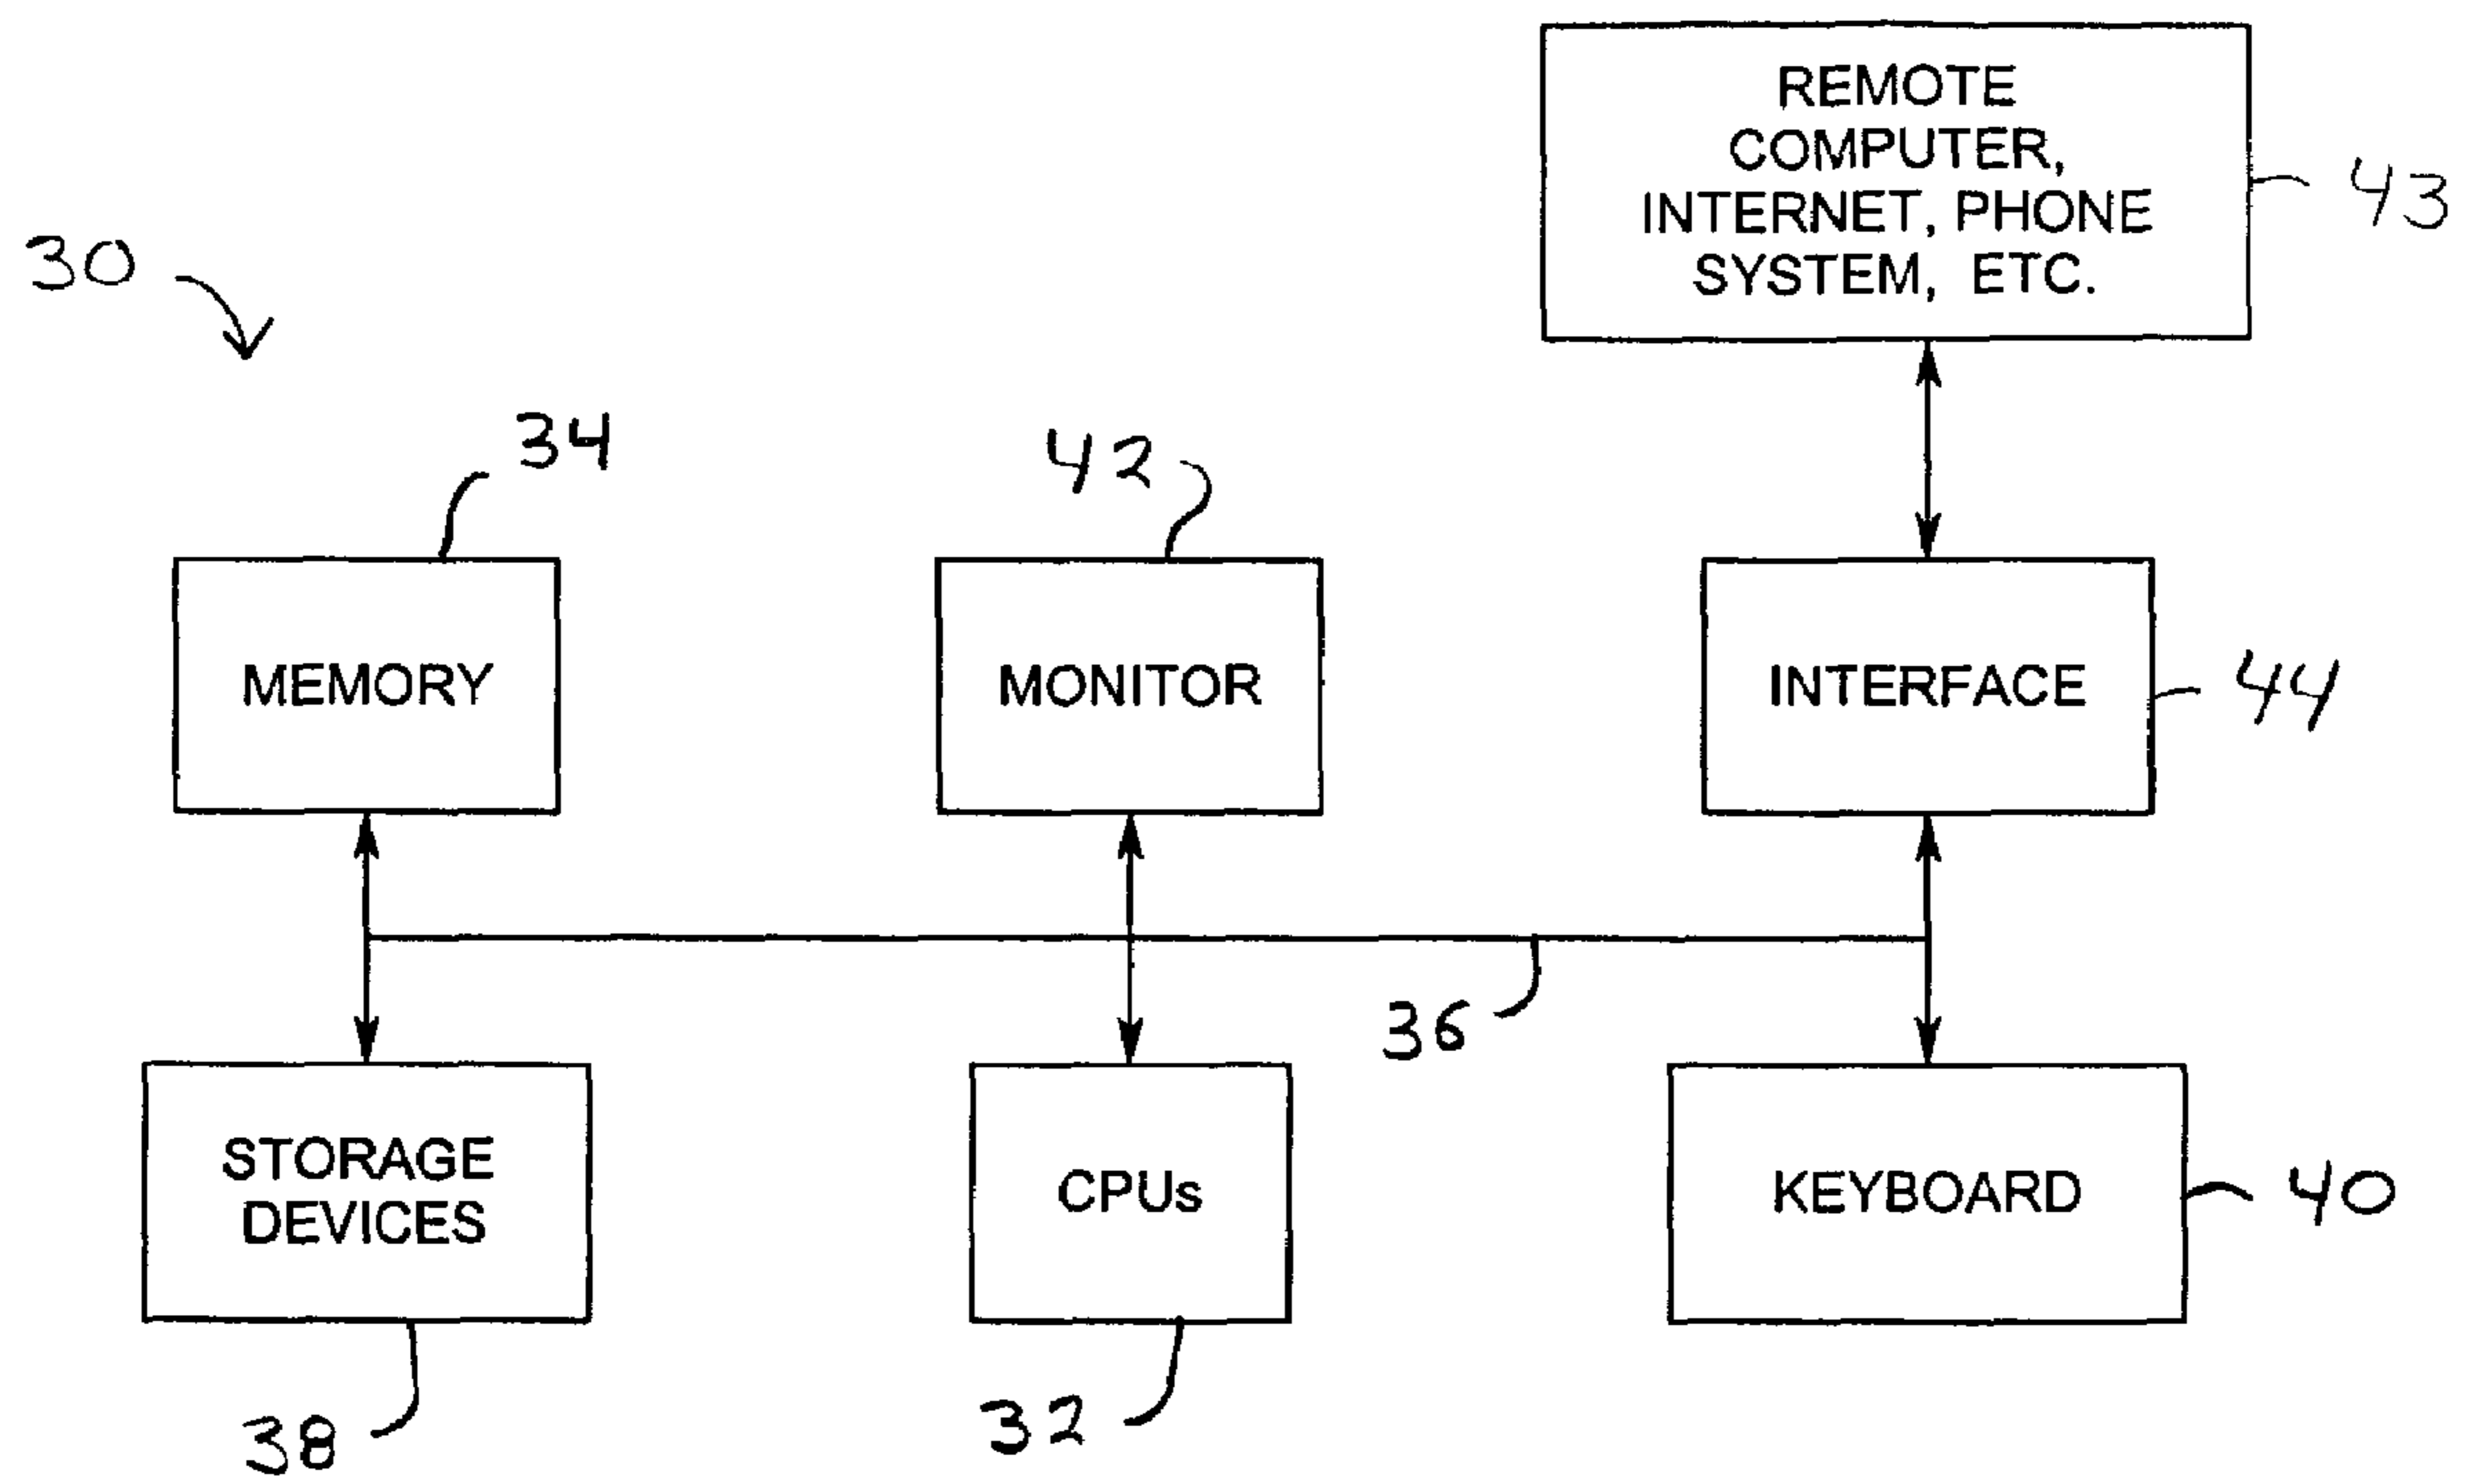 REMOTE
COMPUTER,
INTERNET, PHONE
SYSTEM, ETC.
43
30
34
42
MEMORY
MONITOR
INTERFACE
44
36
STORAGE
DEVICES
CPUs
KEYBOARD
40
38
32